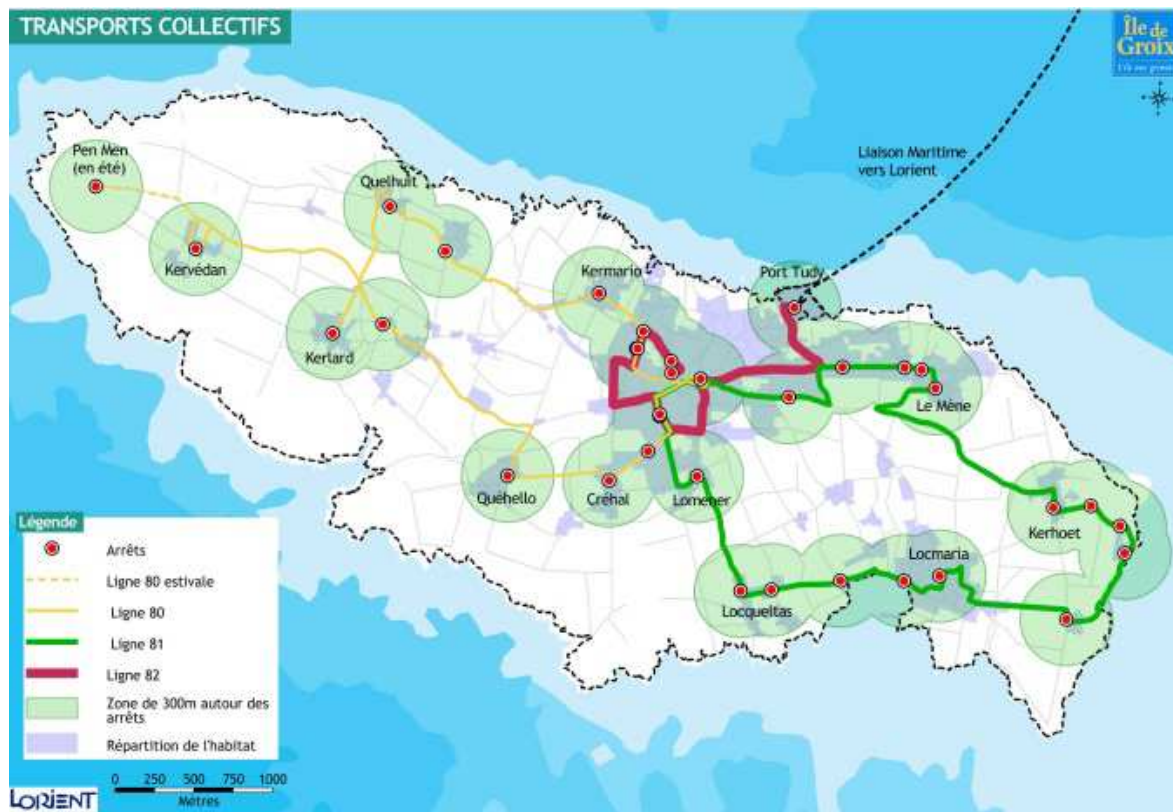 TRANSPORTS COLLECTIFS
Île de
Groix
Pen Men
(en été)
Liaison Maritime
vers Lorient
Quelhuit
Kervédan
Kermario
Port Tudy
Kerlard
Le Mène
Quéhello
Créhal
Lomener
Kerhoet
Locmaria
Locqueltas
Légende
Arrêts
Ligne 80 estivale
Ligne 80
Ligne 81
Ligne 82
Zone de 300m autour des
arrêts
Répartition de l'habitat
0 250 500 750 1000
Mètres
LORIENT